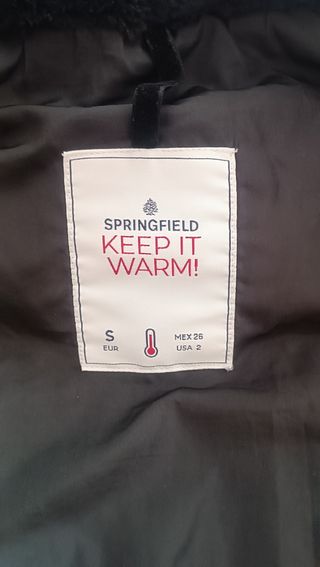 SPRINGFIELD
KEEP IT
WARM!
S MEX 26
EUR USA 2